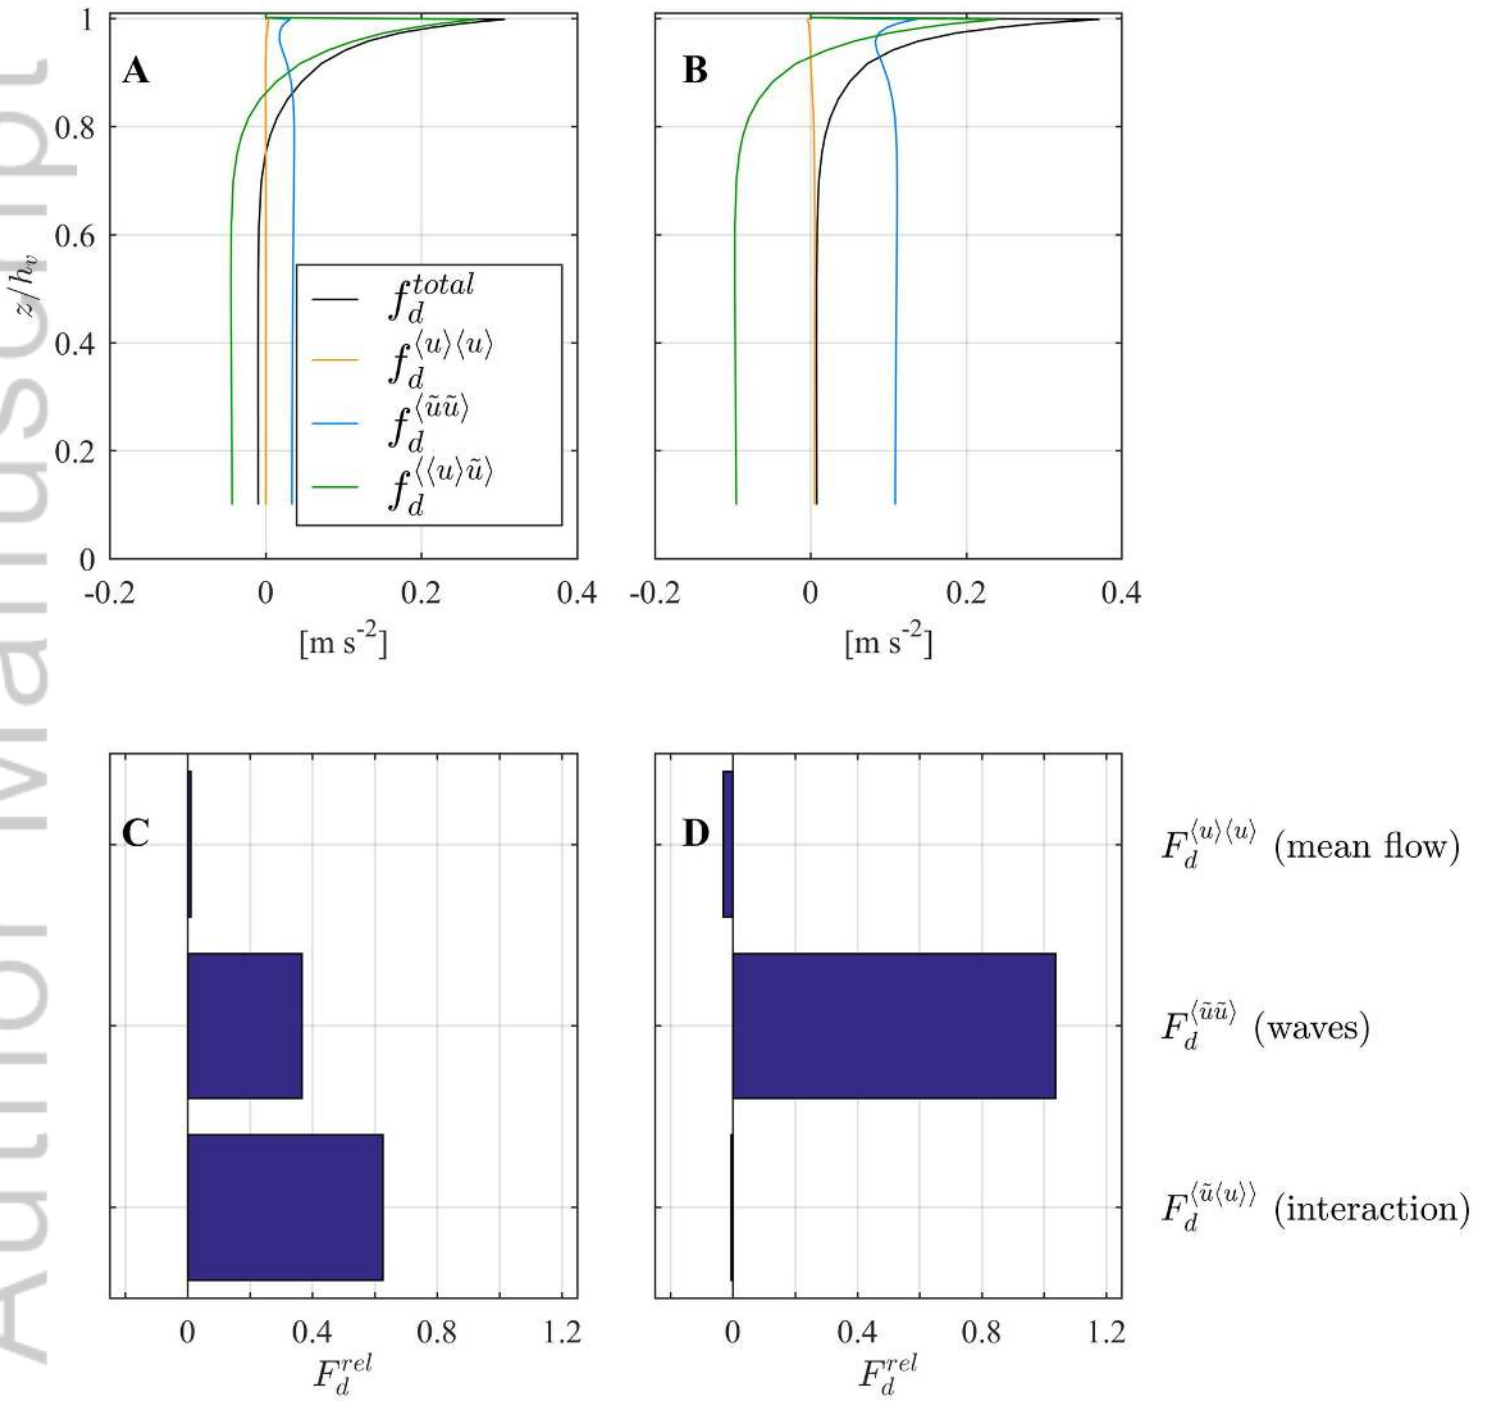 Author Manuscript
A
B
1
0.8
0.6
0.4
0.2
0
z/h_v
f_d^{total}
f_d^{⟨u⟩⟨u⟩}
f_d^{⟨ũũ⟩}
f_d^{⟨⟨u⟩ũ⟩}
-0.2 0 0.2 0.4
[m s^{-2}]
-0.2 0 0.2 0.4
[m s^{-2}]
C
D
F_d^{⟨u⟩⟨u⟩} (mean flow)
F_d^{⟨ũũ⟩} (waves)
F_d^{⟨ũ⟨u⟩⟩} (interaction)
0 0.4 0.8 1.2
F_d^{rel}
0 0.4 0.8 1.2
F_d^{rel}